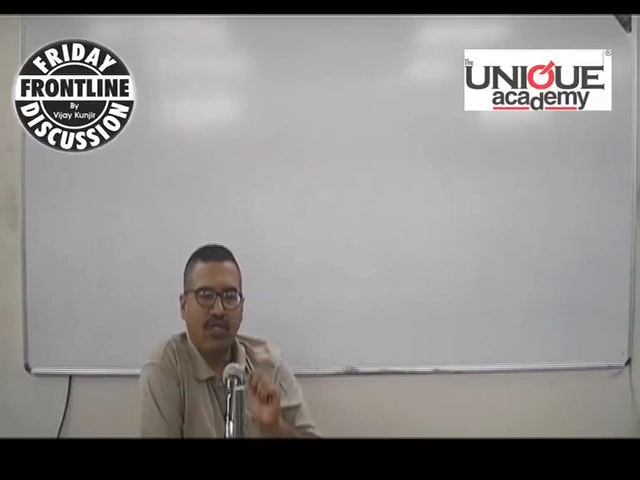 FRIDAY
FRONTLINE
By
Vijay Kunjir
DISCUSSION
The
UNIQUE
academy
®